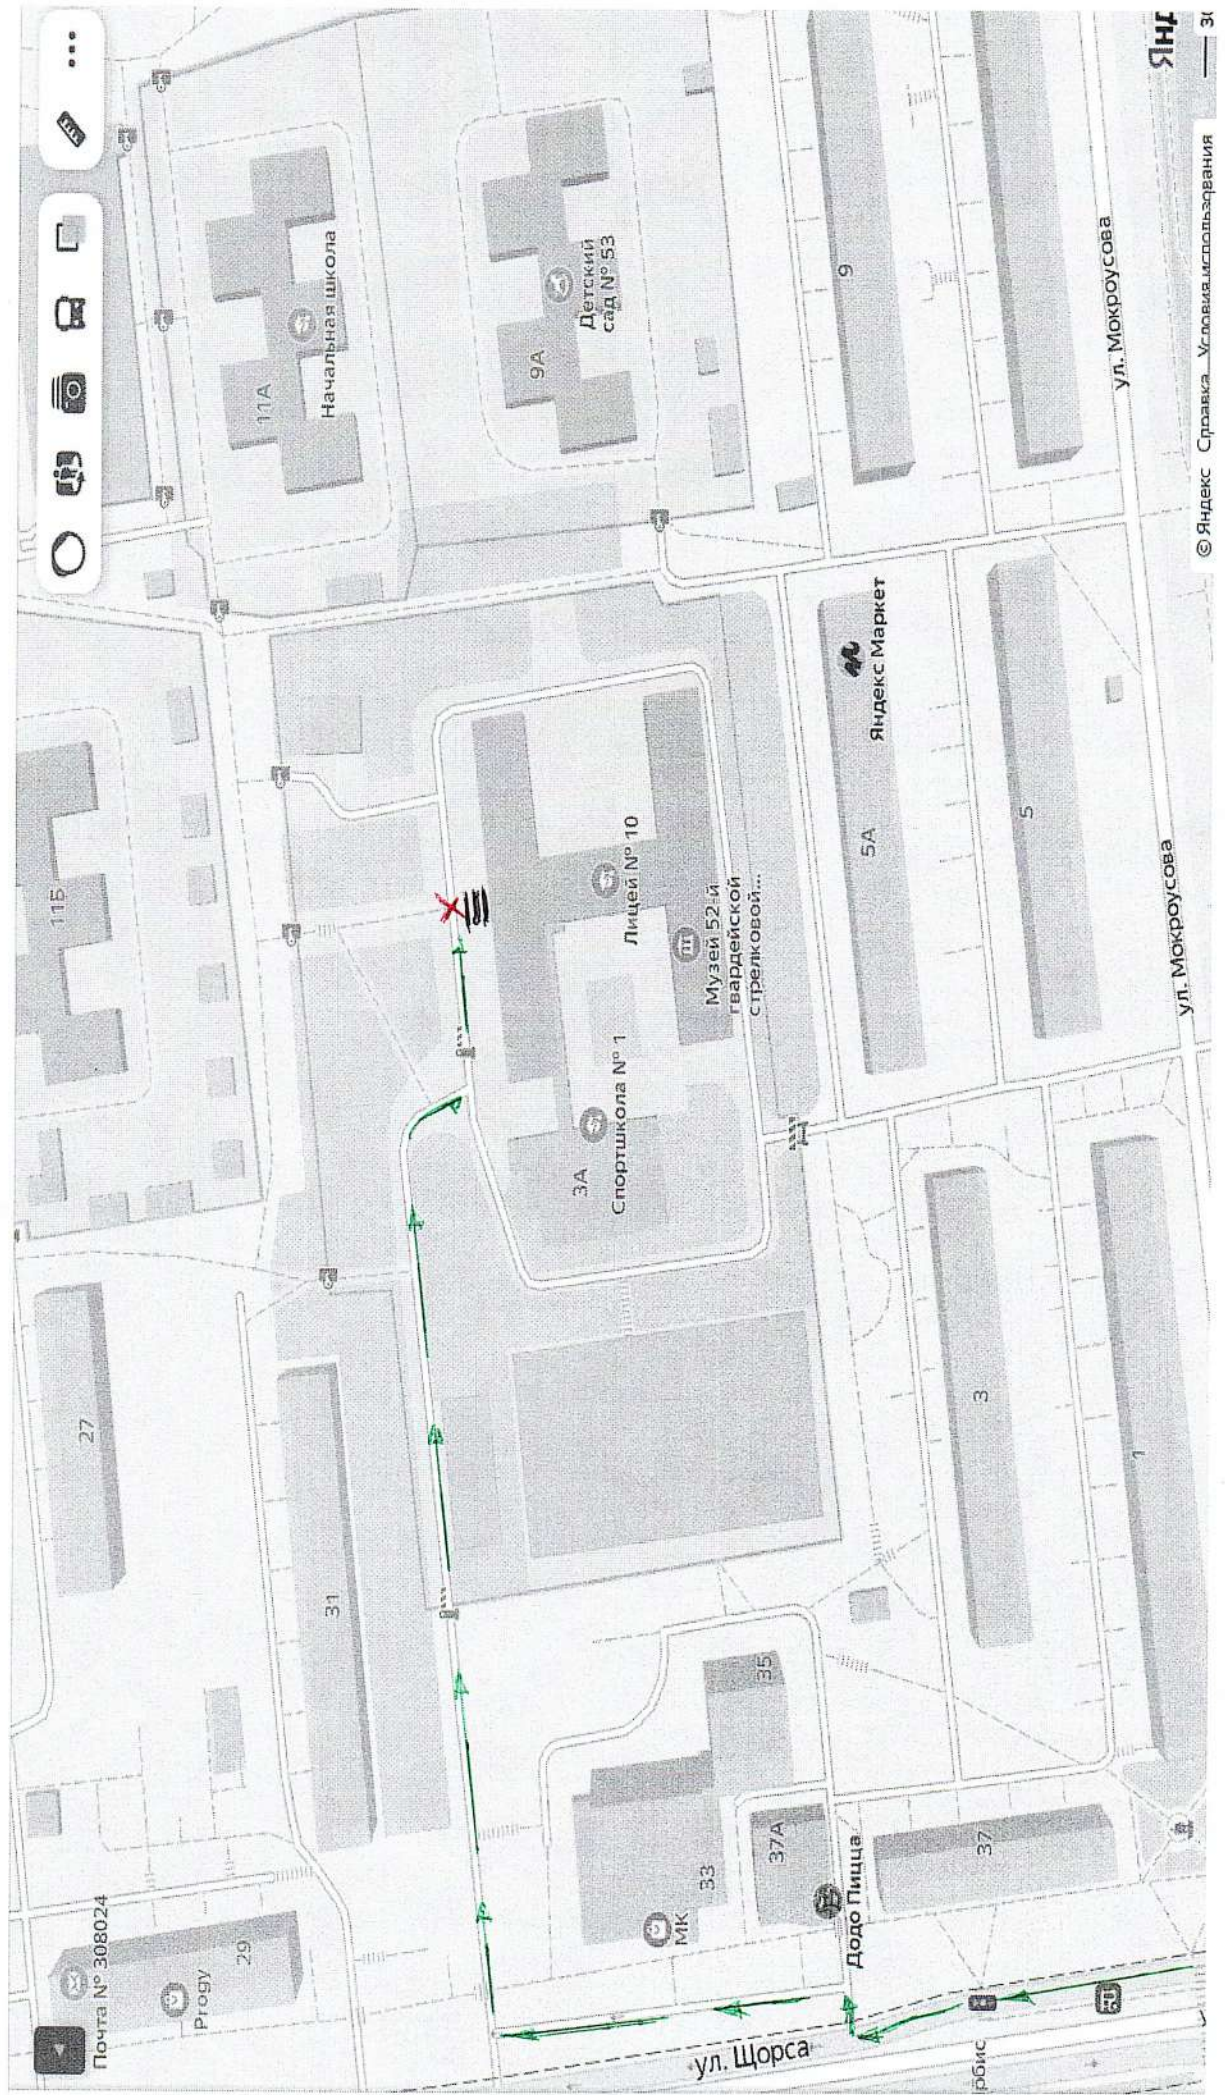 Почта № 308024
29
Progy
27
31
11Б
11А
Начальная школа
9А
Детский
сад № 53
Лицей № 10
Музей 52-й
гвардейской
стрелковой...
3А
Спортшкола № 1
5А
Яндекс Маркет
9
5
3
1
35
33
МК
37А
Додо Пицца
37
рбис
ул. Щорса
ул. Мокроусова
ул. Мокроусова
© Яндекс Справка Условия использования
Янд